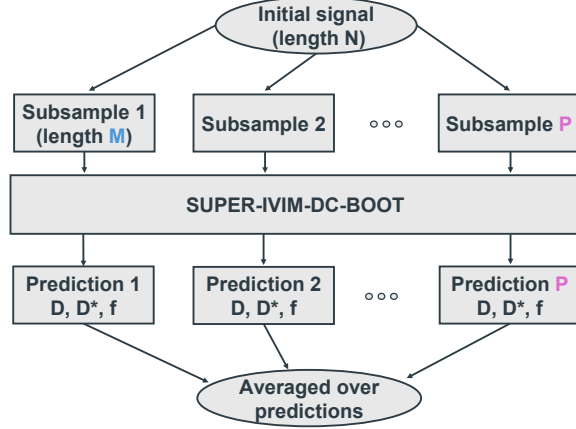 Initial signal
(length N)
Subsample 1
(length M)
Subsample 2
Subsample P
SUPER-IVIM-DC-BOOT
Prediction 1
D, D*, f
Prediction 2
D, D*, f
Prediction P
D, D*, f
Averaged over
predictions